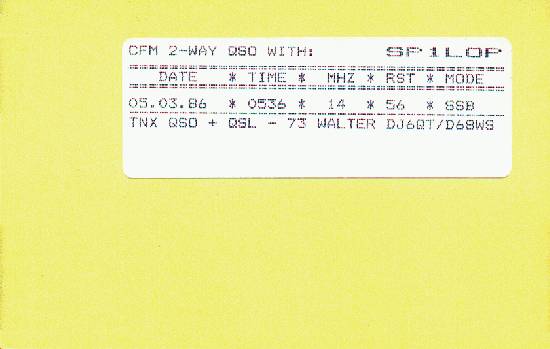 CFM 2-WAY QSO WITH: SP1LOP
DATE * TIME * MHZ * RST * MODE
05.03.86 * 0536 * 14 * 56 * SSB
TNX QSO + QSL - 73 WALTER DJ6QT/D68WS